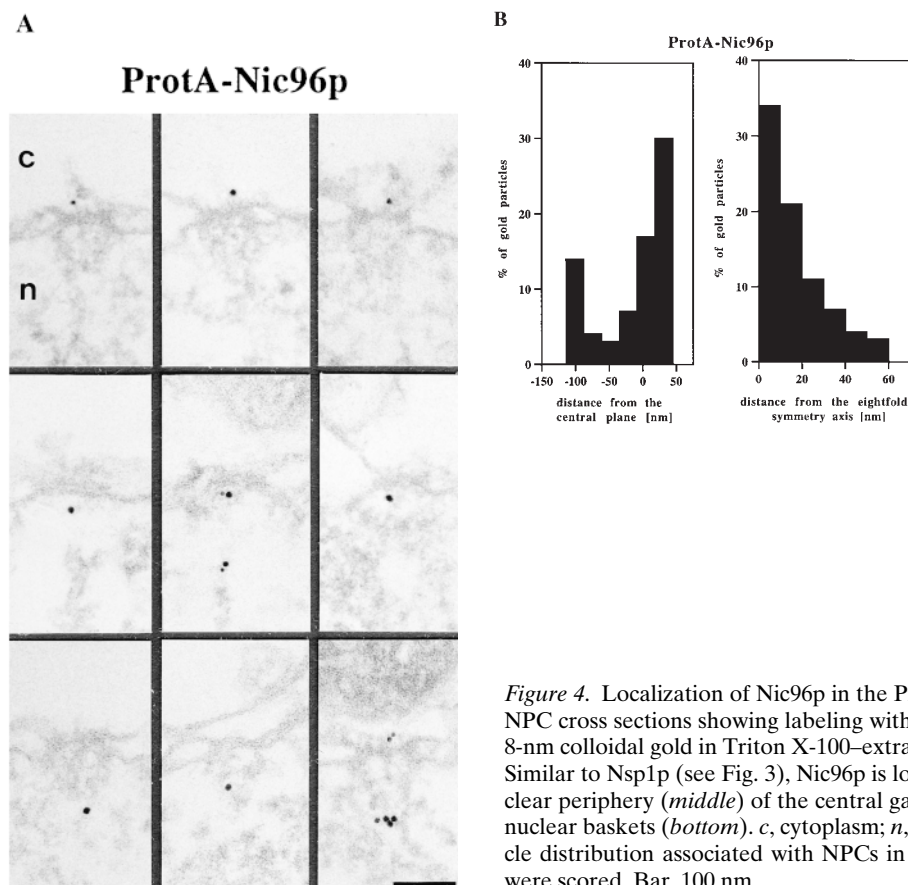 A
ProtA-Nic96p
c
n
B
ProtA-Nic96p
40
30
20
10
0
% of gold particles
-150 -100 -50 0 50
distance from the
central plane [nm]
40
30
20
10
0
% of gold particles
0 20 40 60
distance from the eightfold
symmetry axis [nm]
Figure 4. Localization of Nic96p in the P
NPC cross sections showing labeling with
8-nm colloidal gold in Triton X-100–extra
Similar to Nsp1p (see Fig. 3), Nic96p is lo
clear periphery (middle) of the central ga
nuclear baskets (bottom). c, cytoplasm; n,
cle distribution associated with NPCs in
were scored. Bar, 100 nm.